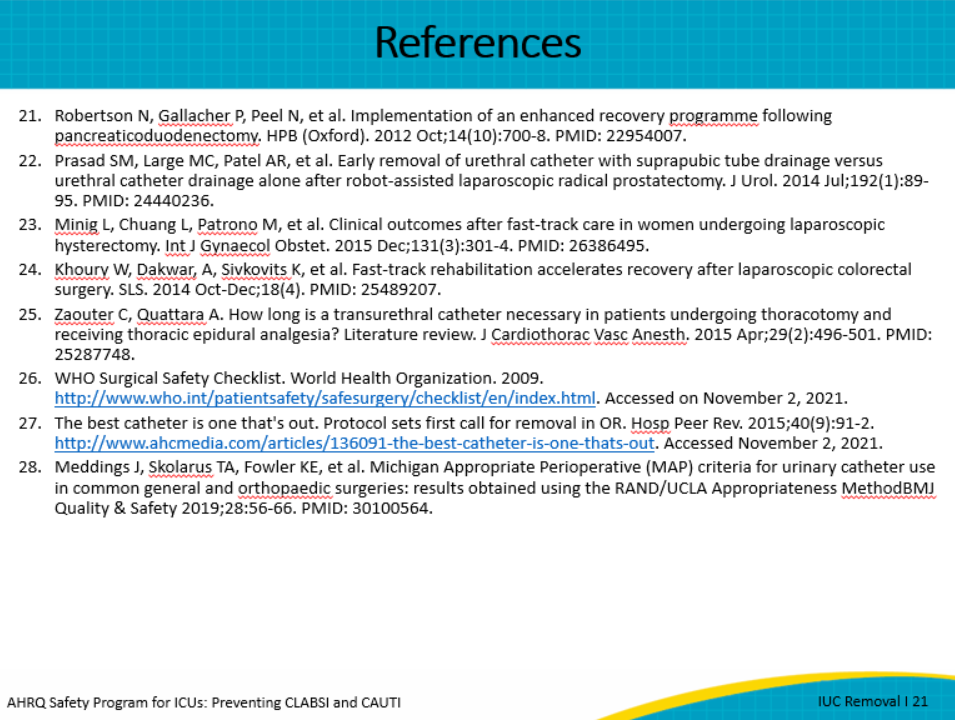 References
21. Robertson N, Gallacher P, Peel N, et al. Implementation of an enhanced recovery programme following
pancreaticoduodenectomy. HPB (Oxford). 2012 Oct;14(10):700-8. PMID: 22954007.
22. Prasad SM, Large MC, Patel AR, et al. Early removal of urethral catheter with suprapubic tube drainage versus
urethral catheter drainage alone after robot-assisted laparoscopic radical prostatectomy. J Urol. 2014 Jul;192(1):89-
95. PMID: 24440236.
23. Minig L, Chuang L, Patrono M, et al. Clinical outcomes after fast-track care in women undergoing laparoscopic
hysterectomy. Int J Gynaecol Obstet. 2015 Dec;131(3):301-4. PMID: 26386495.
24. Khoury W, Dakwar, A, Sivkovits K, et al. Fast-track rehabilitation accelerates recovery after laparoscopic colorectal
surgery. SLS. 2014 Oct-Dec;18(4). PMID: 25489207.
25. Zaouter C, Quattara A. How long is a transurethral catheter necessary in patients undergoing thoracotomy and
receiving thoracic epidural analgesia? Literature review. J Cardiothorac Vasc Anesth. 2015 Apr;29(2):496-501. PMID:
25287748.
26. WHO Surgical Safety Checklist. World Health Organization. 2009.
http://www.who.int/patientsafety/safesurgery/checklist/en/index.html. Accessed on November 2, 2021.
27. The best catheter is one that's out. Protocol sets first call for removal in OR. Hosp Peer Rev. 2015;40(9):91-2.
http://www.ahcmedia.com/articles/136091-the-best-catheter-is-one-thats-out. Accessed November 2, 2021.
28. Meddings J, Skolarus TA, Fowler KE, et al. Michigan Appropriate Perioperative (MAP) criteria for urinary catheter use
in common general and orthopaedic surgeries: results obtained using the RAND/UCLA Appropriateness MethodBMJ
Quality & Safety 2019;28:56-66. PMID: 30100564.
AHRQ Safety Program for ICUs: Preventing CLABSI and CAUTI
IUC Removal I 21